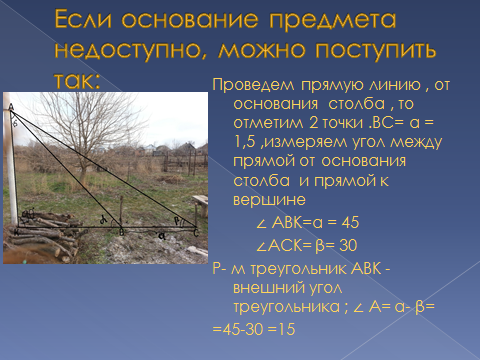 Если основание предмета
недоступно, можно поступить
так:
Проведем прямую линию , от
основания столба , то
отметим 2 точки .ВС= а =
1,5 ,измеряем угол между
прямой от основания
столба и прямой к
вершине
∠ АВК=а = 45
∠АСК= β= 30
Р- м треугольник АВК -
внешний угол
треугольника ; ∠ А= а- β=
=45-30 =15
А
В
С
α
β
а